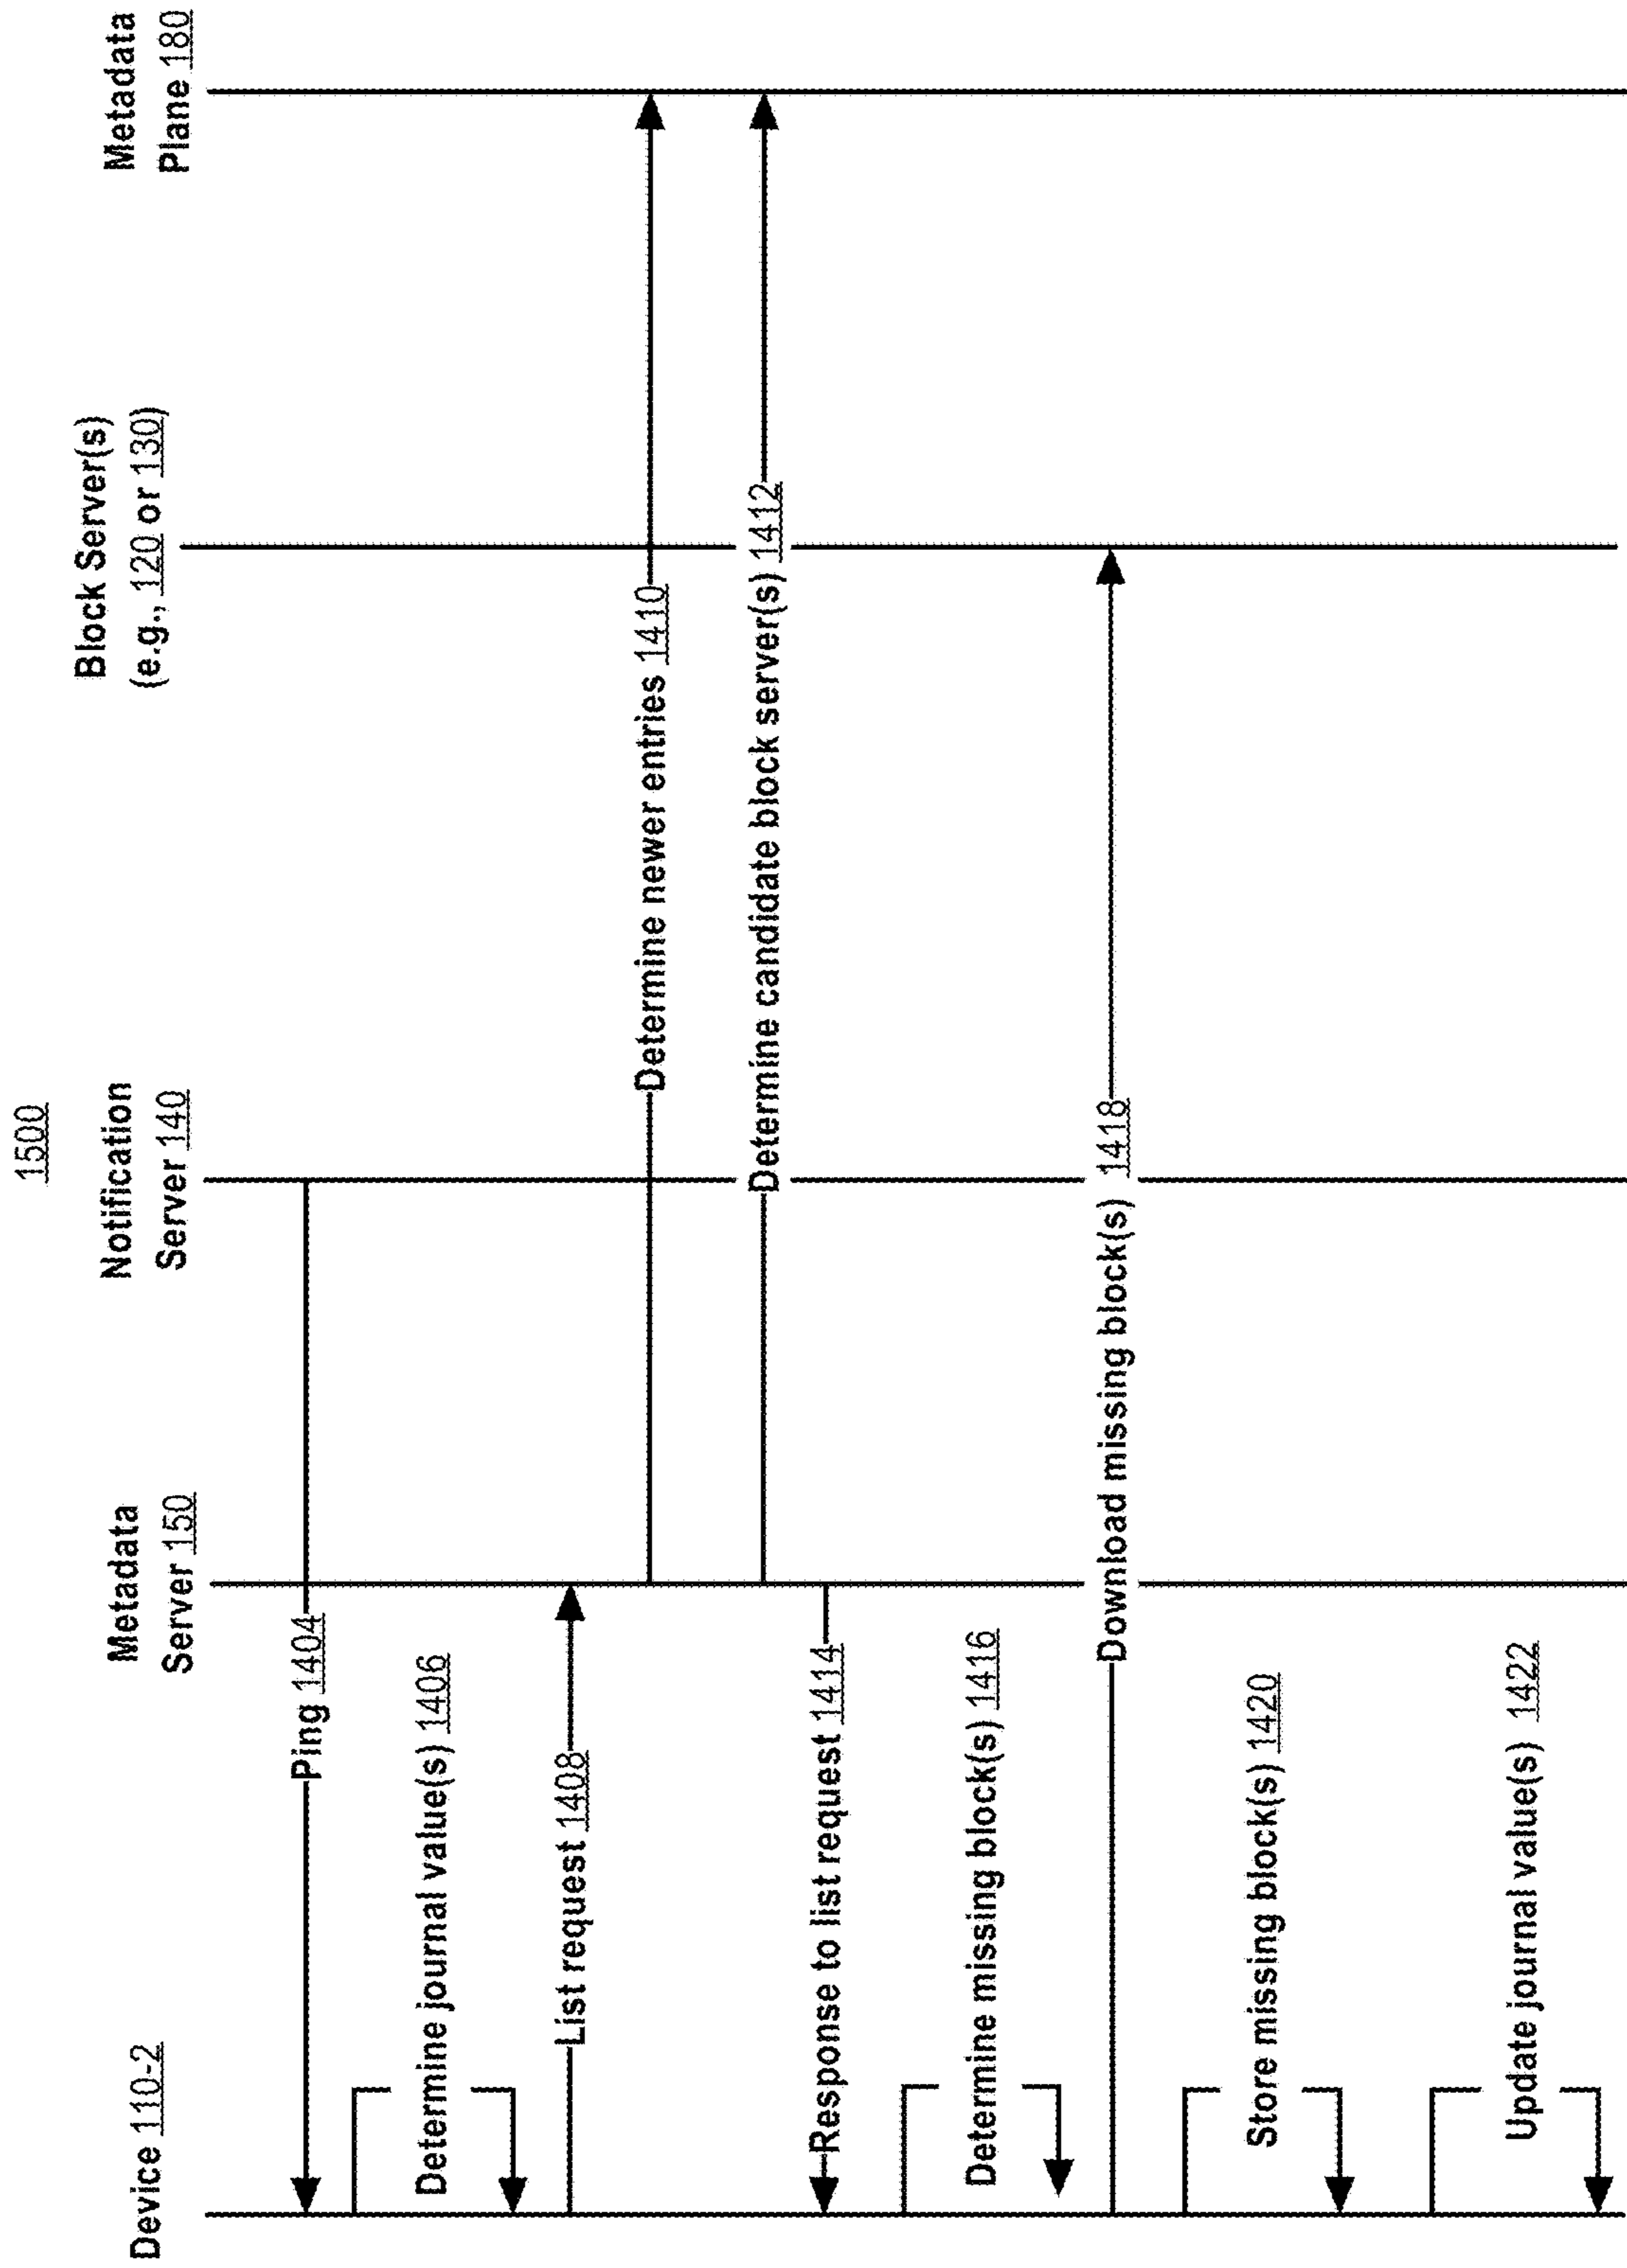 1500
Device 110-2
Metadata
Server 150
Notification
Server 140
Block Server(s)
(e.g., 120 or 130)
Metadata
Plane 180
Ping 1404
Determine journal value(s) 1406
List request 1408
Determine newer entries 1410
Determine candidate block server(s) 1412
Response to list request 1414
Determine missing block(s) 1416
Download missing block(s) 1418
Store missing block(s) 1420
Update journal value(s) 1422